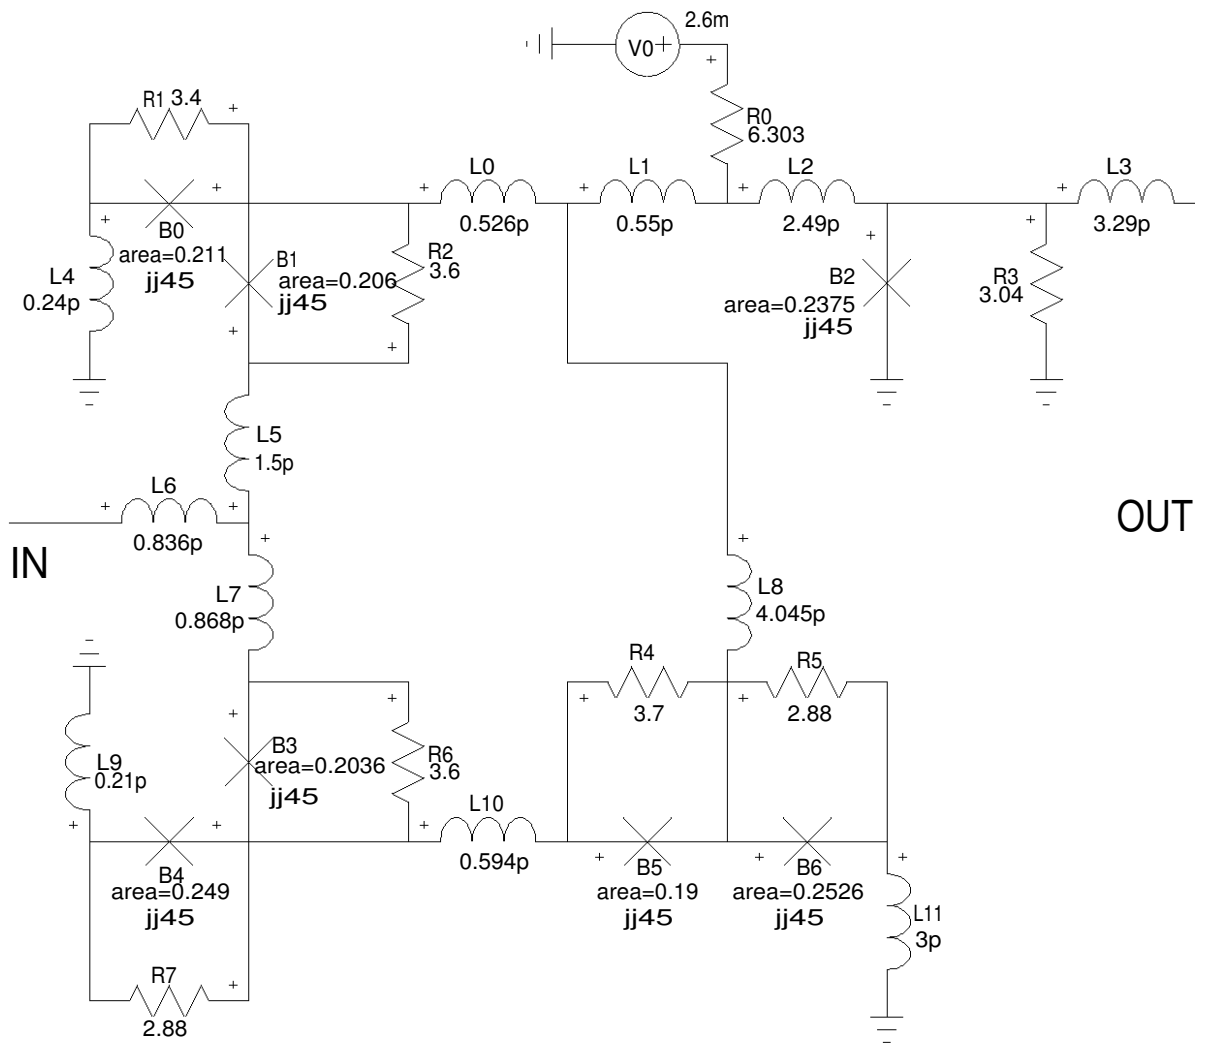 2.6m
V0+
+
R1 3.4
+
R0
6.303
L0
L1
L2
L3
+
+
+
+
+
+
0.526p
0.55p
2.49p
3.29p
+
B0
area=0.211
jj45
L4
0.24p
B1
area=0.206
jj45
R2
3.6
+
B2
area=0.2375
jj45
+
R3
3.04
+
+
L5
1.5p
L6
+
+
0.836p
IN
OUT
+
L7
0.868p
+
L8
4.045p
R4
+
3.7
R5
+
2.88
+
+
B3
area=0.2036
jj45
R6
3.6
L9
0.21p
+
+
L10
+
0.594p
B4
area=0.249
jj45
+
B5
area=0.19
jj45
+
B6
area=0.2526
jj45
+
L11
3p
R7
+
2.88